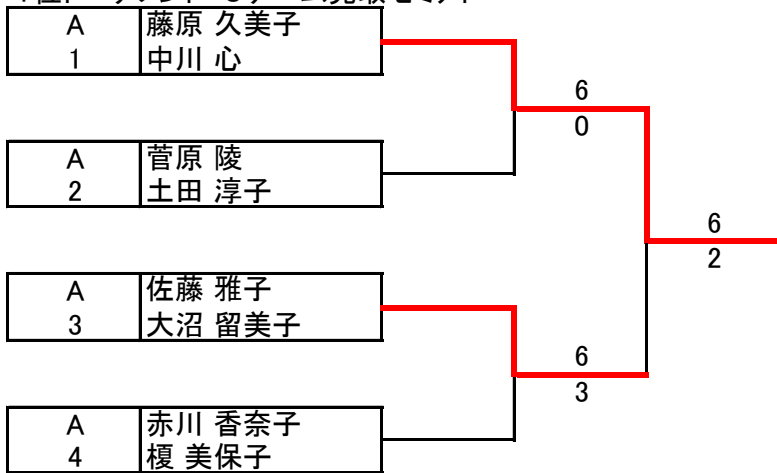 A 藤原 久美子
1 中川 心
6
0
A 菅原 陵
2 土田 淳子
6
2
A 佐藤 雅子
3 大沼 留美子
6
3
A 赤川 香奈子
4 榎 美保子